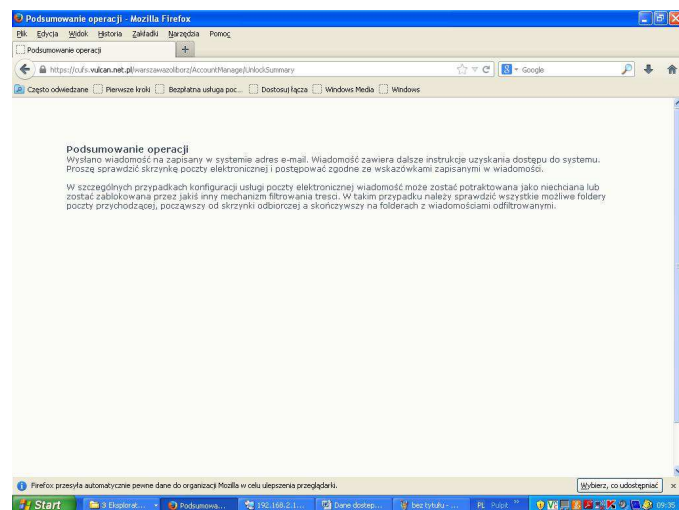 Podsumowanie operacji - Mozilla Firefox
Plik Edycja Widok Historia Zakładki Narzędzia Pomoc
Podsumowanie operacji +
https://cufs.vulcan.net.pl/warszawazoliborz/AccountManage/UnlockSummary
Google
Często odwiedzane Pierwsze kroki Bezpłatna usługa poc... Dostosuj łącza Windows Media Windows
Podsumowanie operacji
Wysłano wiadomość na zapisany w systemie adres e-mail. Wiadomość zawiera dalsze instrukcje uzyskania dostępu do systemu.
Proszę sprawdzić skrzynkę poczty elektronicznej i postępować zgodne ze wskazówkami zapisanymi w wiadomości.
W szczególnych przypadkach konfiguracji usługi poczty elektronicznej wiadomość może zostać potraktowana jako niechciana lub
zostać zablokowana przez jakiś inny mechanizm filtrowania tresci. W takim przypadku należy sprawdzić wszystkie możliwe foldery
poczty przychodzącej, począwszy od skrzynki odbiorczej a skończywszy na folderach z wiadomościami odfiltrowanymi.
Firefox przesyła automatycznie pewne dane do organizacji Mozilla w celu ulepszenia przeglądarki.
Wybierz, co udostępniać
Start 3 Eksplorat... Podsumowa... 192.168.2.1... Dane dostep... bez tytułu - ... PL Pulpit 09:35